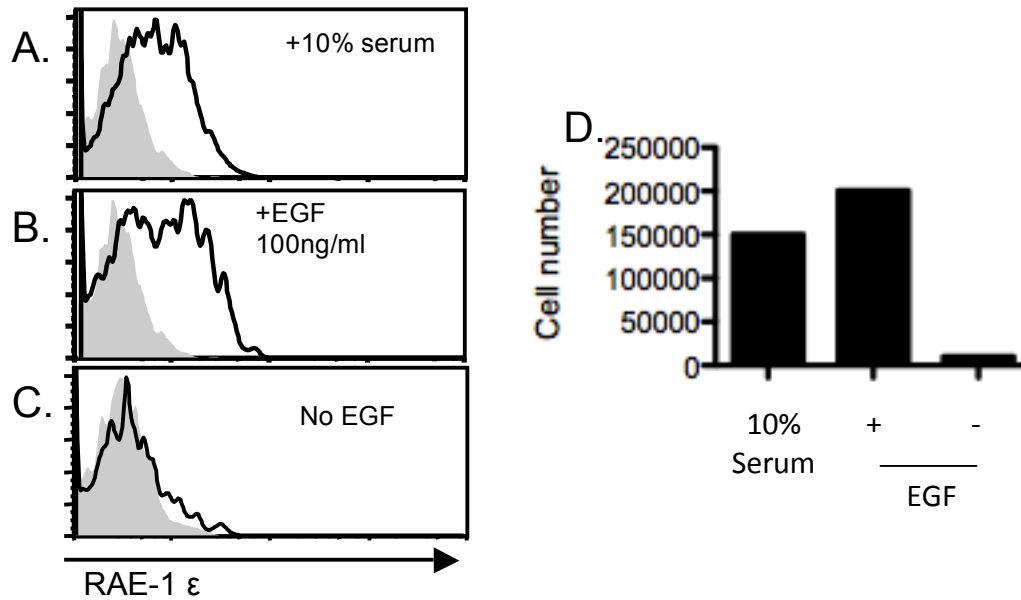 A.
+10% serum
B.
+EGF
100ng/ml
C.
No EGF
RAE-1 ε
D.
Cell number
250000
200000
150000
100000
50000
0
10%
Serum
+
-
EGF